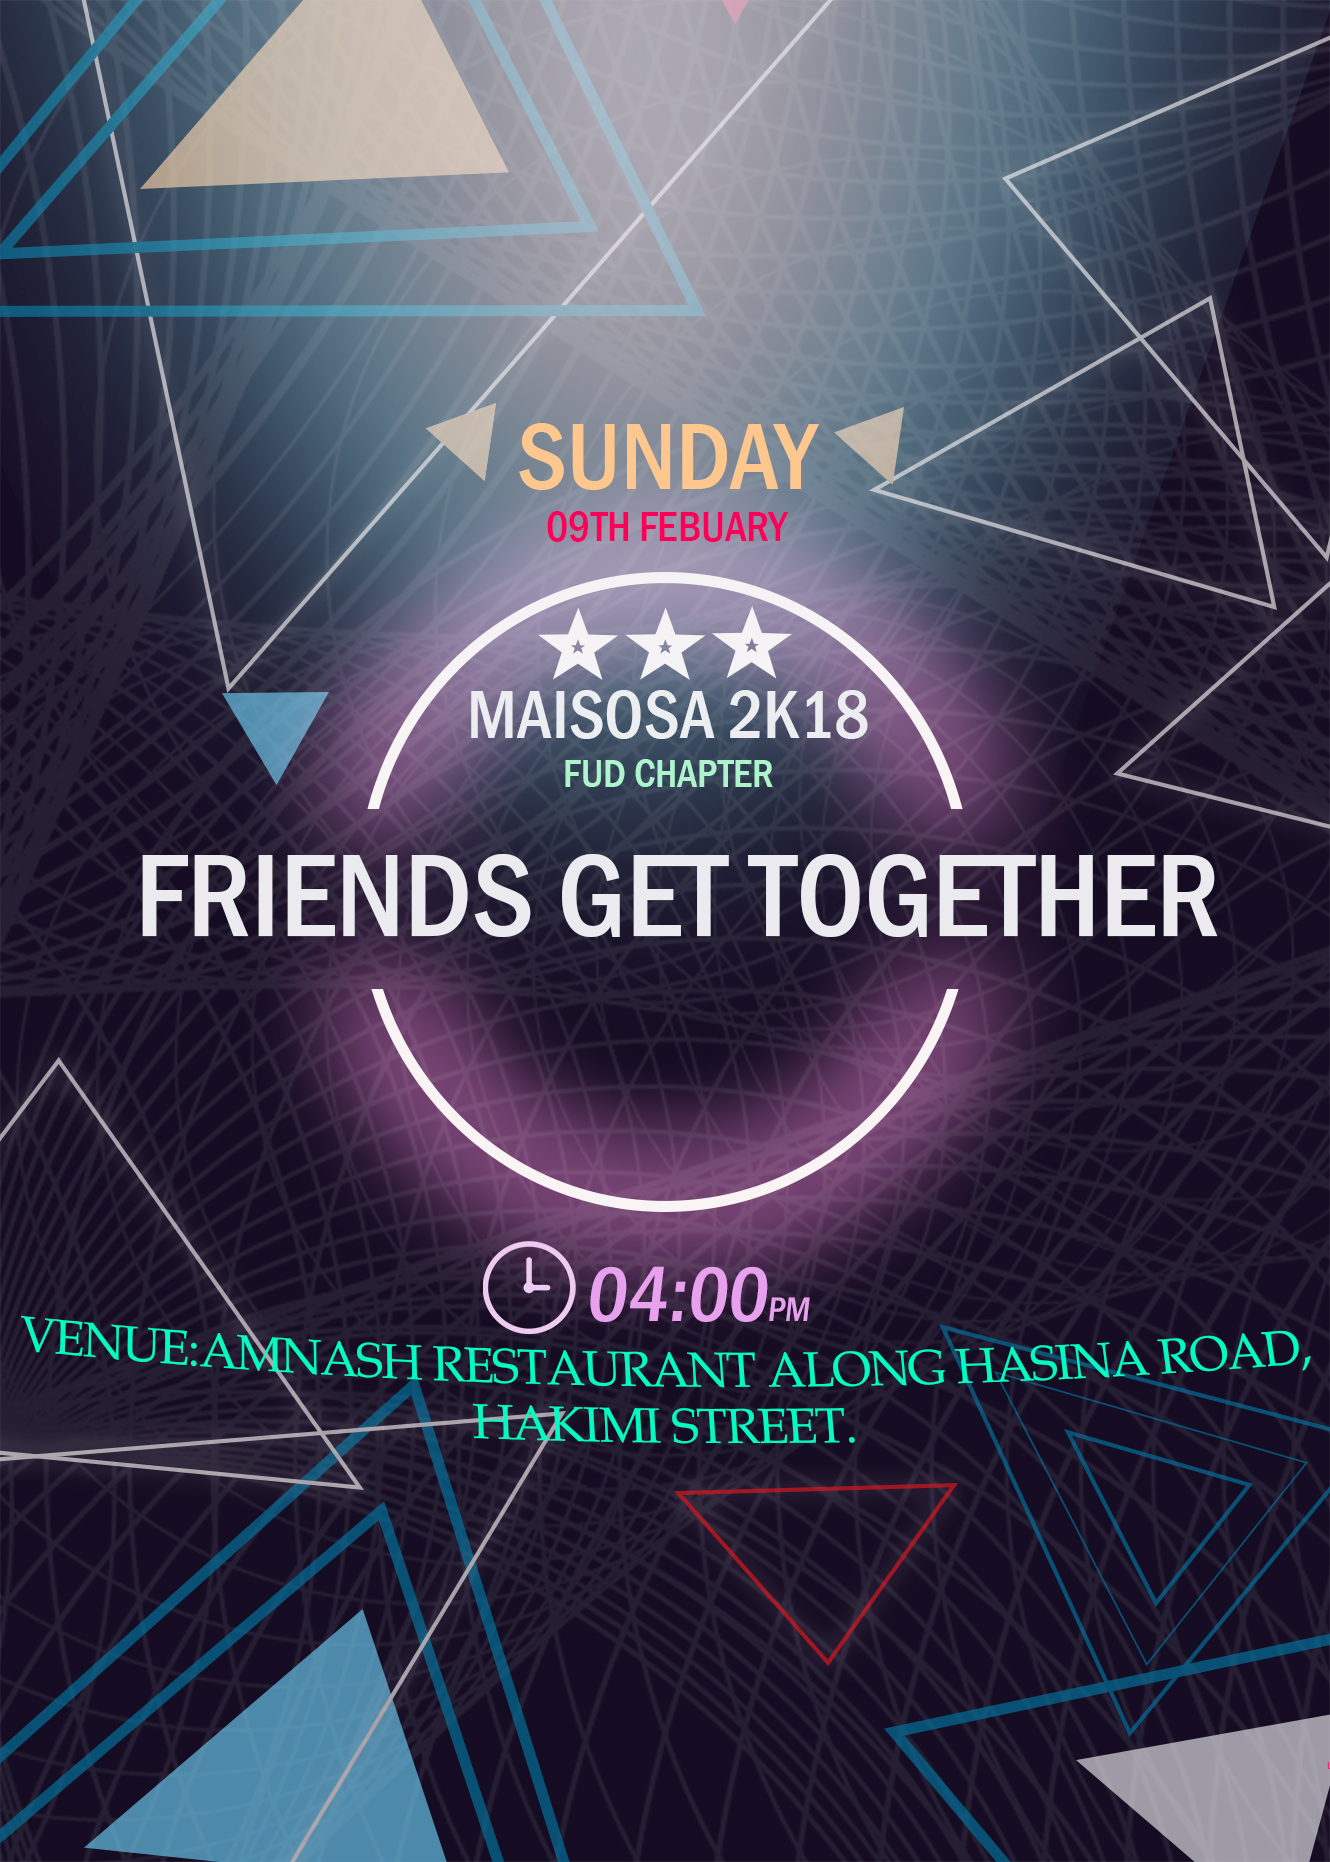 SUNDAY
09TH FEBUARY
MAISOSA 2K18
FUD CHAPTER
FRIENDS GET TOGETHER
04:00PM
VENUE:AMNASH RESTAURANT ALONG HASINA ROAD,
HAKIMI STREET.